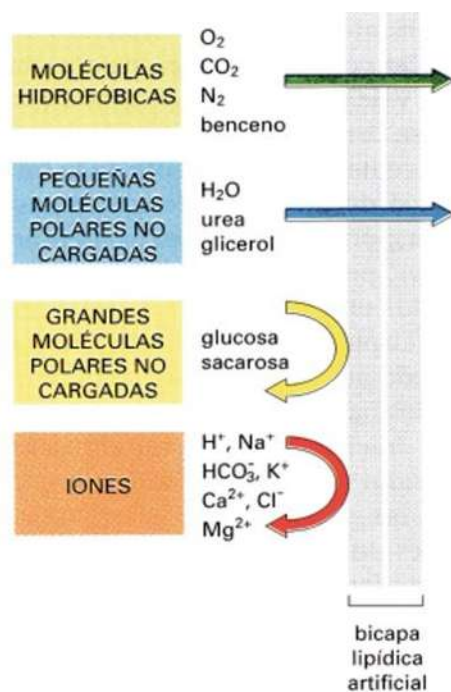 MOLÉCULAS
HIDROFÓBICAS
O₂
CO₂
N₂
benceno
PEQUEÑAS
MOLÉCULAS
POLARES NO
CARGADAS
H₂O
urea
glicerol
GRANDES
MOLÉCULAS
POLARES NO
CARGADAS
glucosa
sacarosa
IONES
H⁺, Na⁺
HCO₃⁻, K⁺
Ca²⁺, Cl⁻
Mg²⁺
bicapa
lipídica
artificial